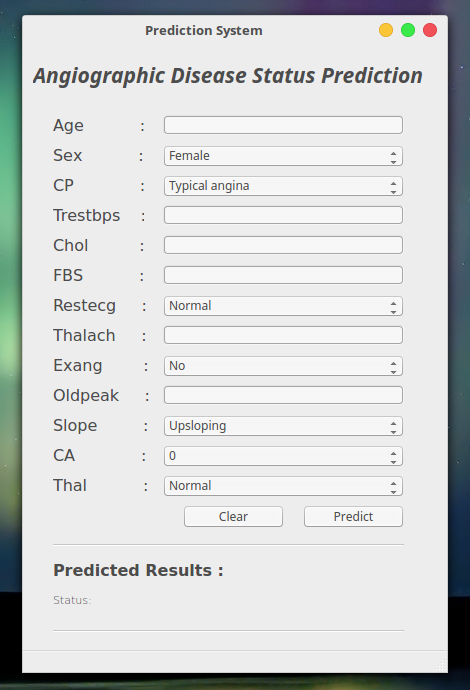 Prediction System
Angiographic Disease Status Prediction
Age :
Sex : Female
CP : Typical angina
Trestbps :
Chol :
FBS :
Restecg : Normal
Thalach :
Exang : No
Oldpeak :
Slope : Upsloping
CA : 0
Thal : Normal
Clear Predict
Predicted Results :
Status: